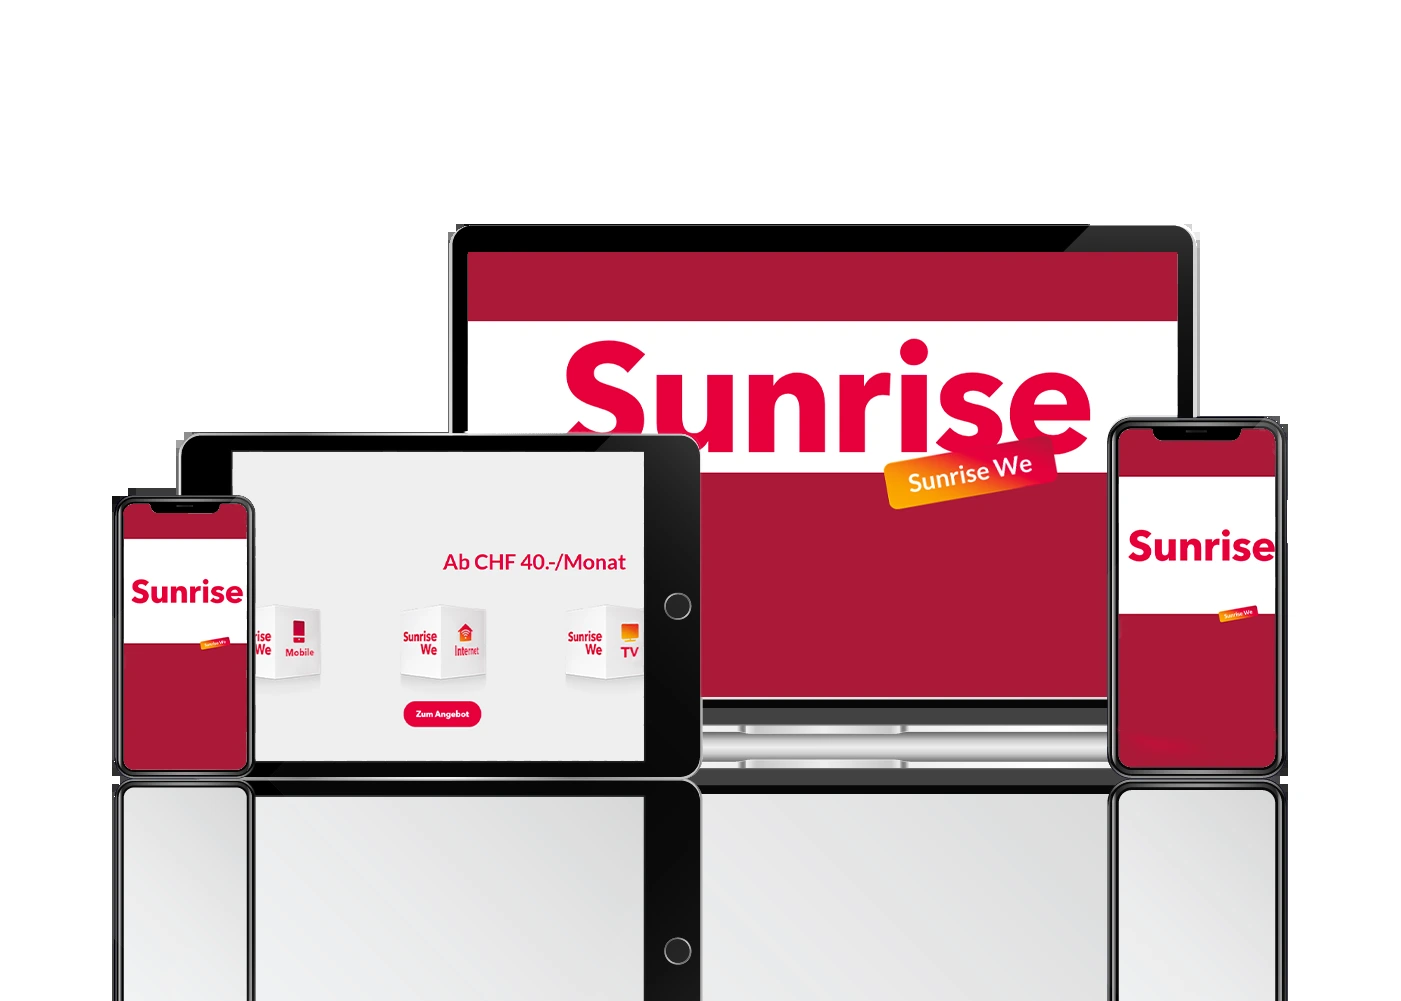 Sunrise
Sunrise We
Ab CHF 40.-/Monat
rise
We
Mobile
Sunrise
We
Internet
Sunrise
We
TV
Zum Angebot
Sunrise
Sunrise We
Sunrise
Sunrise We